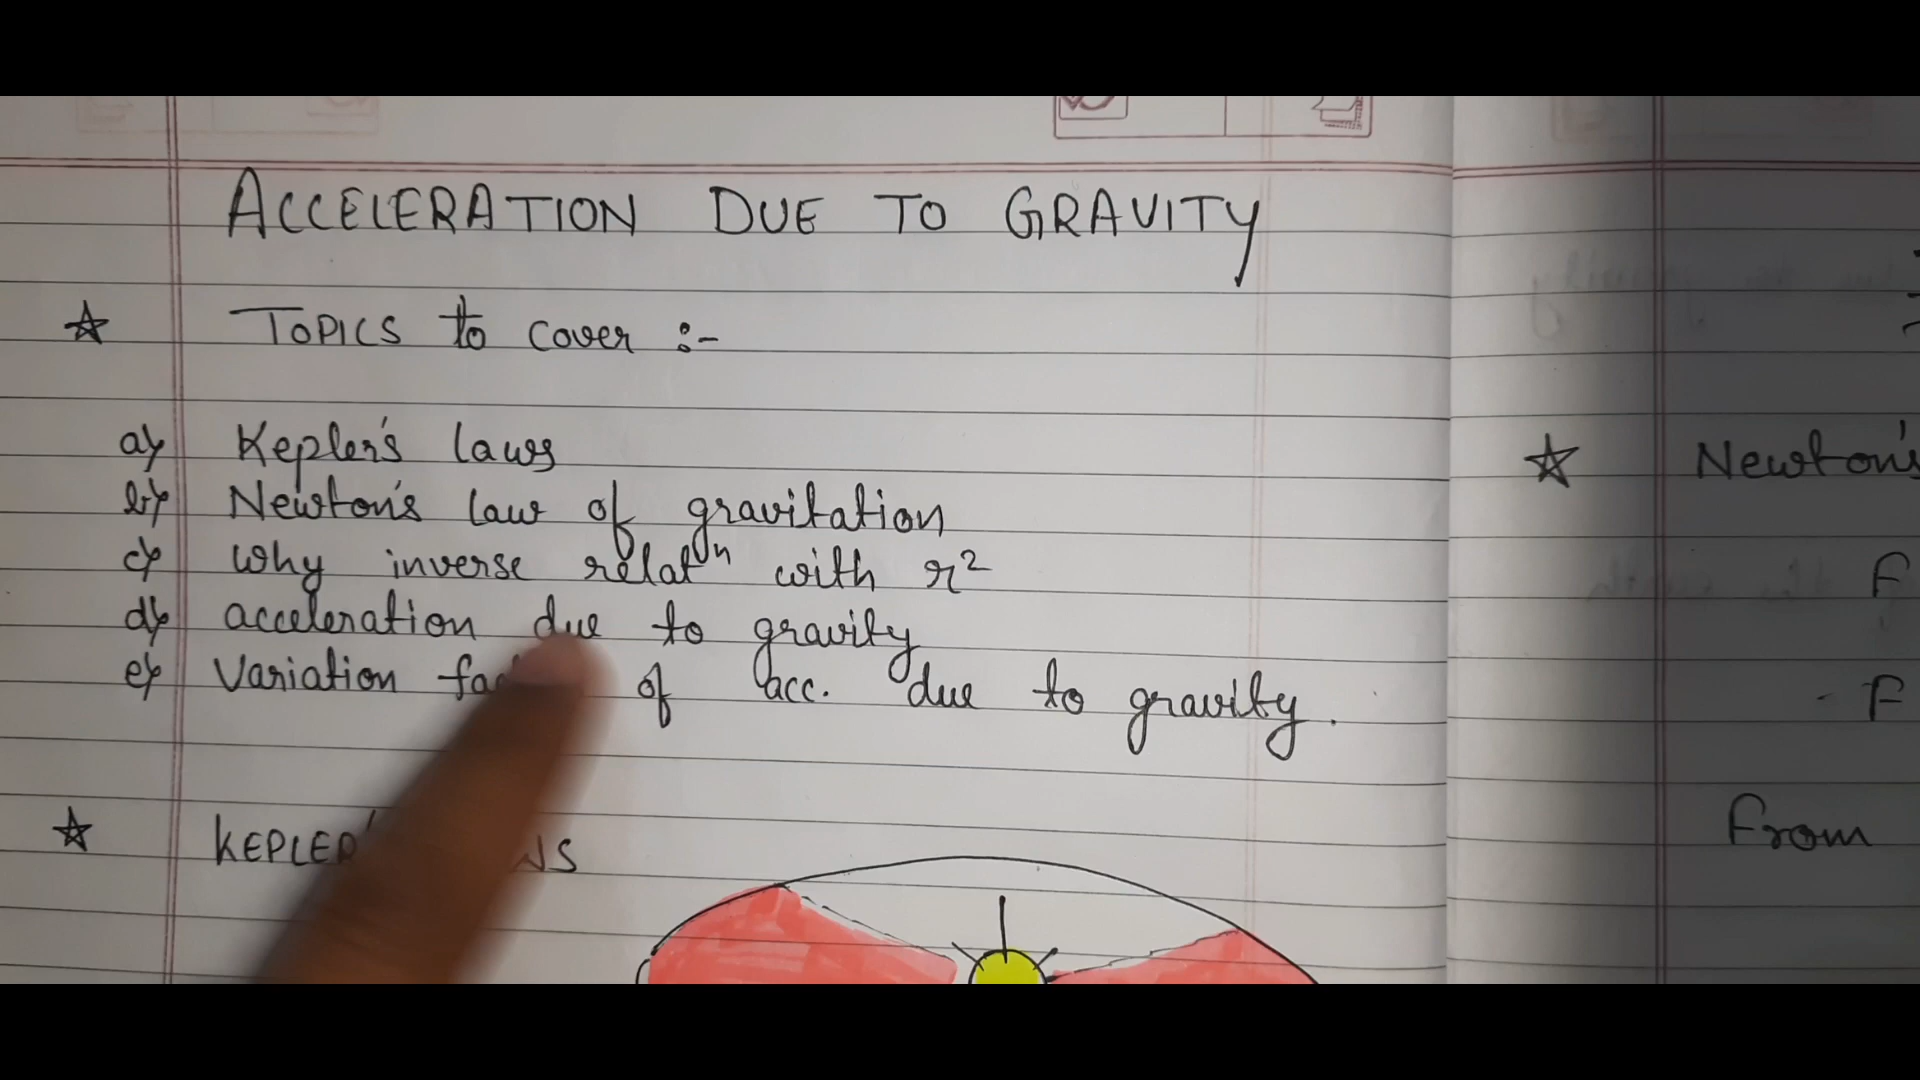 ACCELERATION DUE TO GRAVITY
☆ TOPICS to cover :-
a) Kepler's laws
b) Newton's law of gravitation
c) why inverse relatⁿ with r²
d) acceleration due to gravity
e) Variation of acc. due to gravity.
☆
☆ Newton's
F
- F
From